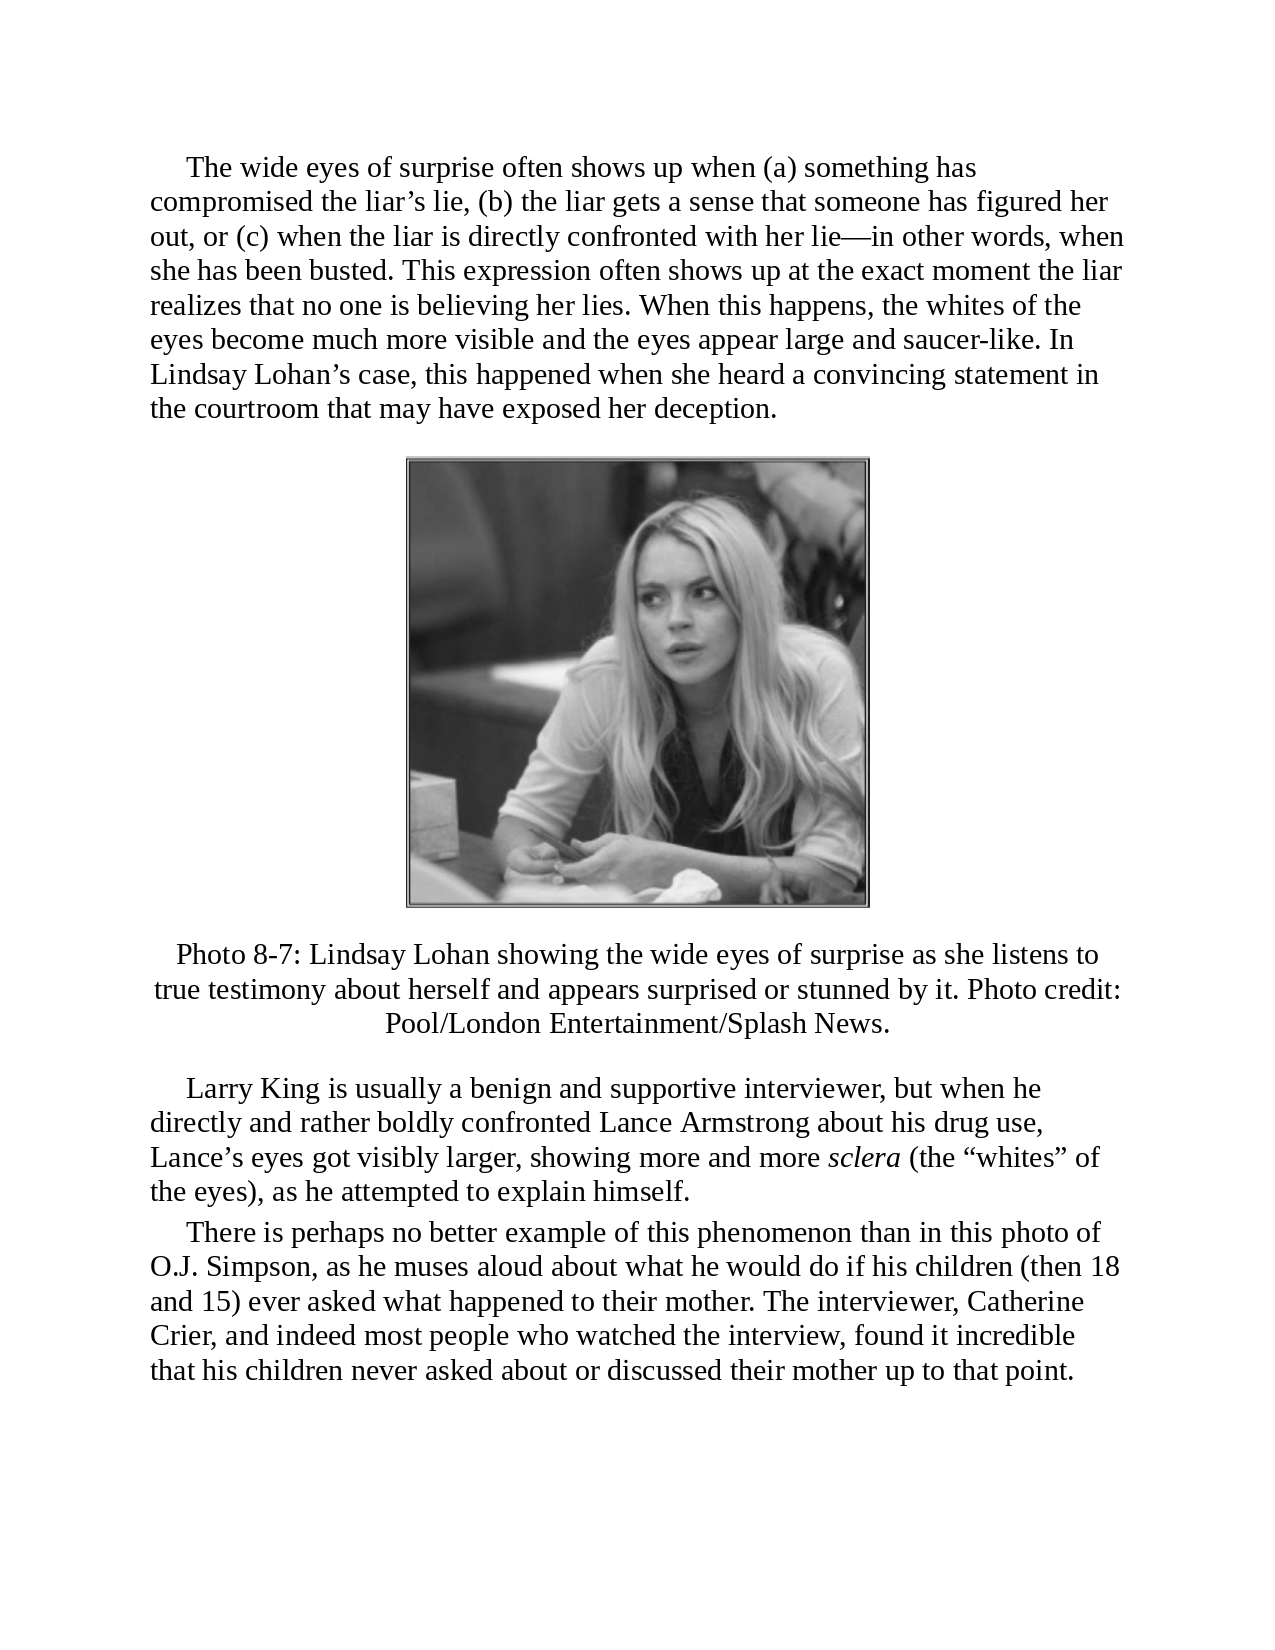 The wide eyes of surprise often shows up when (a) something has
compromised the liar’s lie, (b) the liar gets a sense that someone has figured her
out, or (c) when the liar is directly confronted with her lie—in other words, when
she has been busted. This expression often shows up at the exact moment the liar
realizes that no one is believing her lies. When this happens, the whites of the
eyes become much more visible and the eyes appear large and saucer-like. In
Lindsay Lohan’s case, this happened when she heard a convincing statement in
the courtroom that may have exposed her deception.
Photo 8-7: Lindsay Lohan showing the wide eyes of surprise as she listens to
true testimony about herself and appears surprised or stunned by it. Photo credit:
Pool/London Entertainment/Splash News.
Larry King is usually a benign and supportive interviewer, but when he
directly and rather boldly confronted Lance Armstrong about his drug use,
Lance’s eyes got visibly larger, showing more and more sclera (the “whites” of
the eyes), as he attempted to explain himself.
There is perhaps no better example of this phenomenon than in this photo of
O.J. Simpson, as he muses aloud about what he would do if his children (then 18
and 15) ever asked what happened to their mother. The interviewer, Catherine
Crier, and indeed most people who watched the interview, found it incredible
that his children never asked about or discussed their mother up to that point.